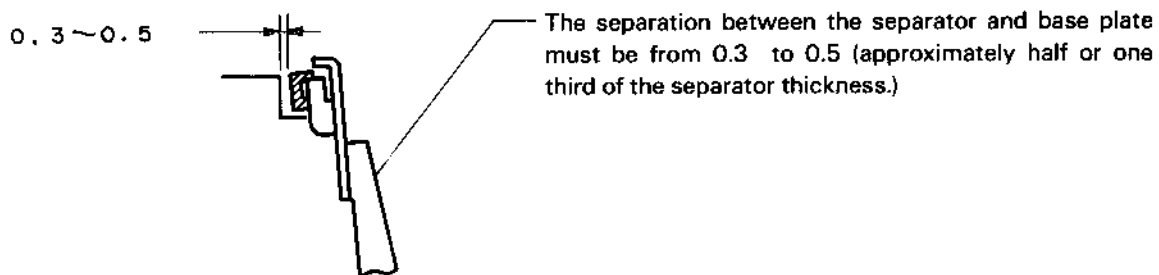 0.3～0.5
The separation between the separator and base plate
must be from 0.3 to 0.5 (approximately half or one
third of the separator thickness.)